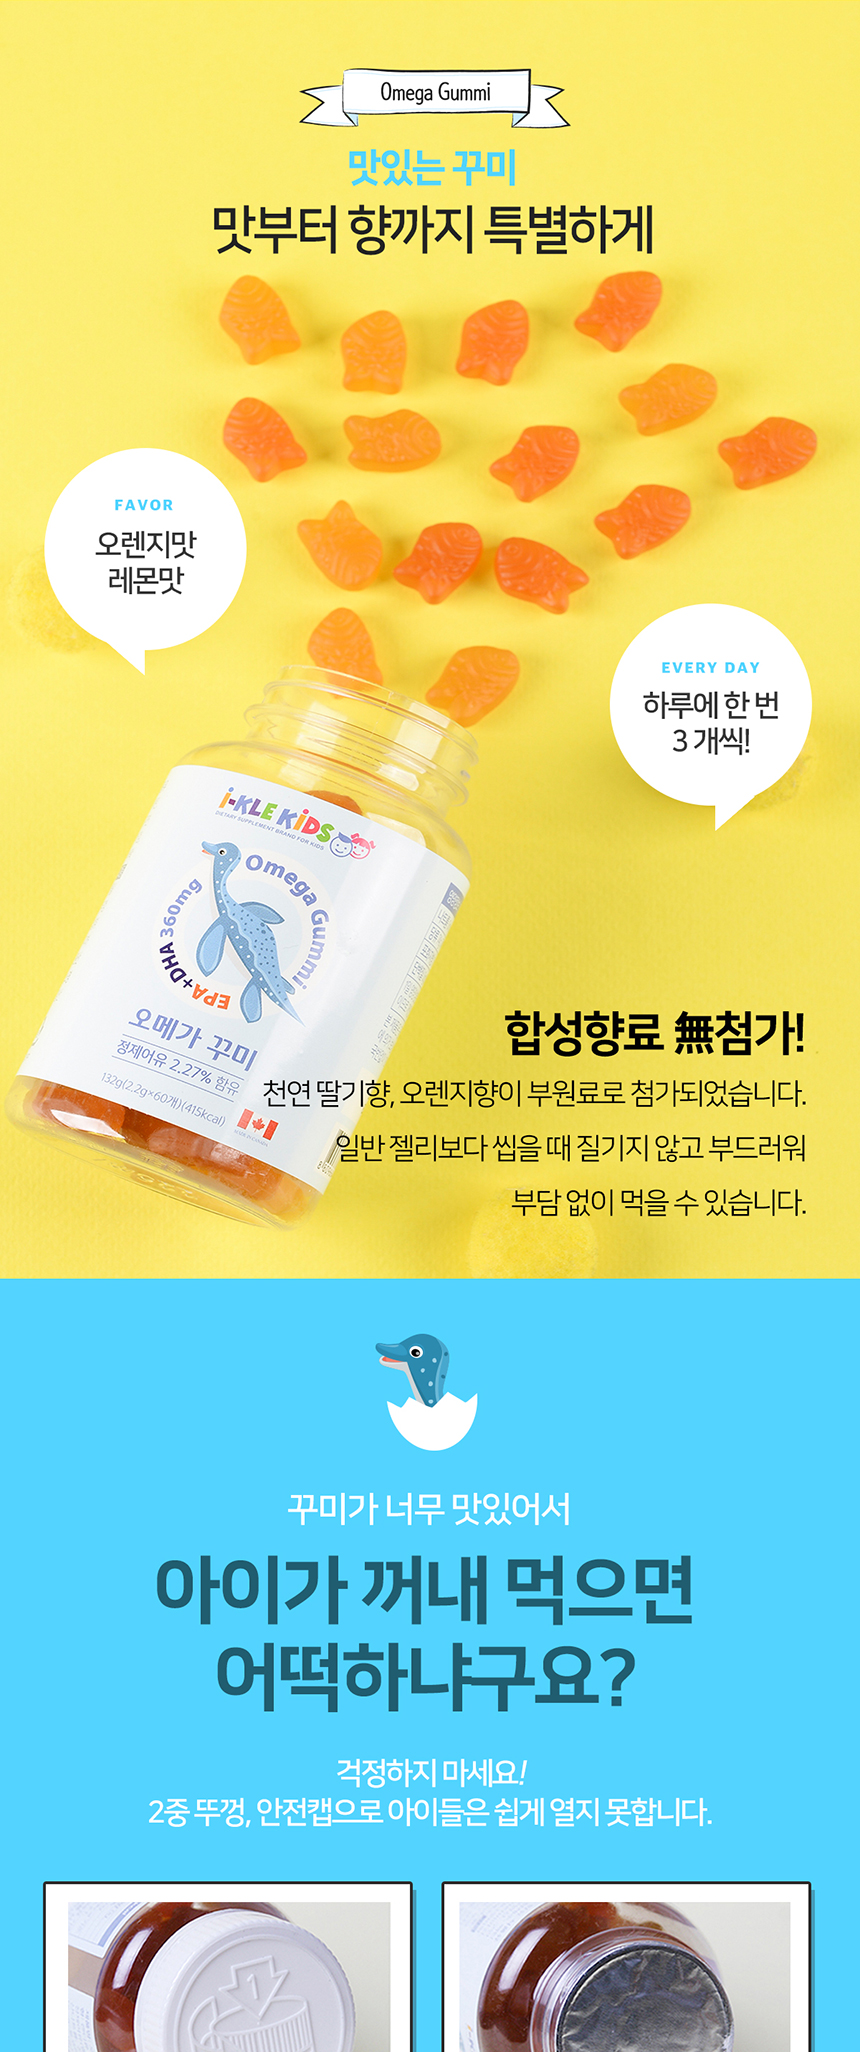 Omega Gummi
맛있는 꾸미
맛부터 향까지 특별하게
FAVOR
오렌지맛
레몬맛
EVERY DAY
하루에 한 번
3 개씩!
i-KLE KiDS
DIETARY SUPPLEMENT BRAND FOR KIDS
Omega Gummi
EPA+DHA 360mg
오메가 꾸미
정제어유 2.27% 함유
132g(2.2g×60개)(415kcal)
합성향료 無첨가!
천연 딸기향, 오렌지향이 부원료로 첨가되었습니다.
일반 젤리보다 씹을 때 질기지 않고 부드러워
부담 없이 먹을 수 있습니다.
꾸미가 너무 맛있어서
아이가 꺼내 먹으면
어떡하냐구요?
걱정하지 마세요!
2중 뚜껑, 안전캡으로 아이들은 쉽게 열지 못합니다.
1